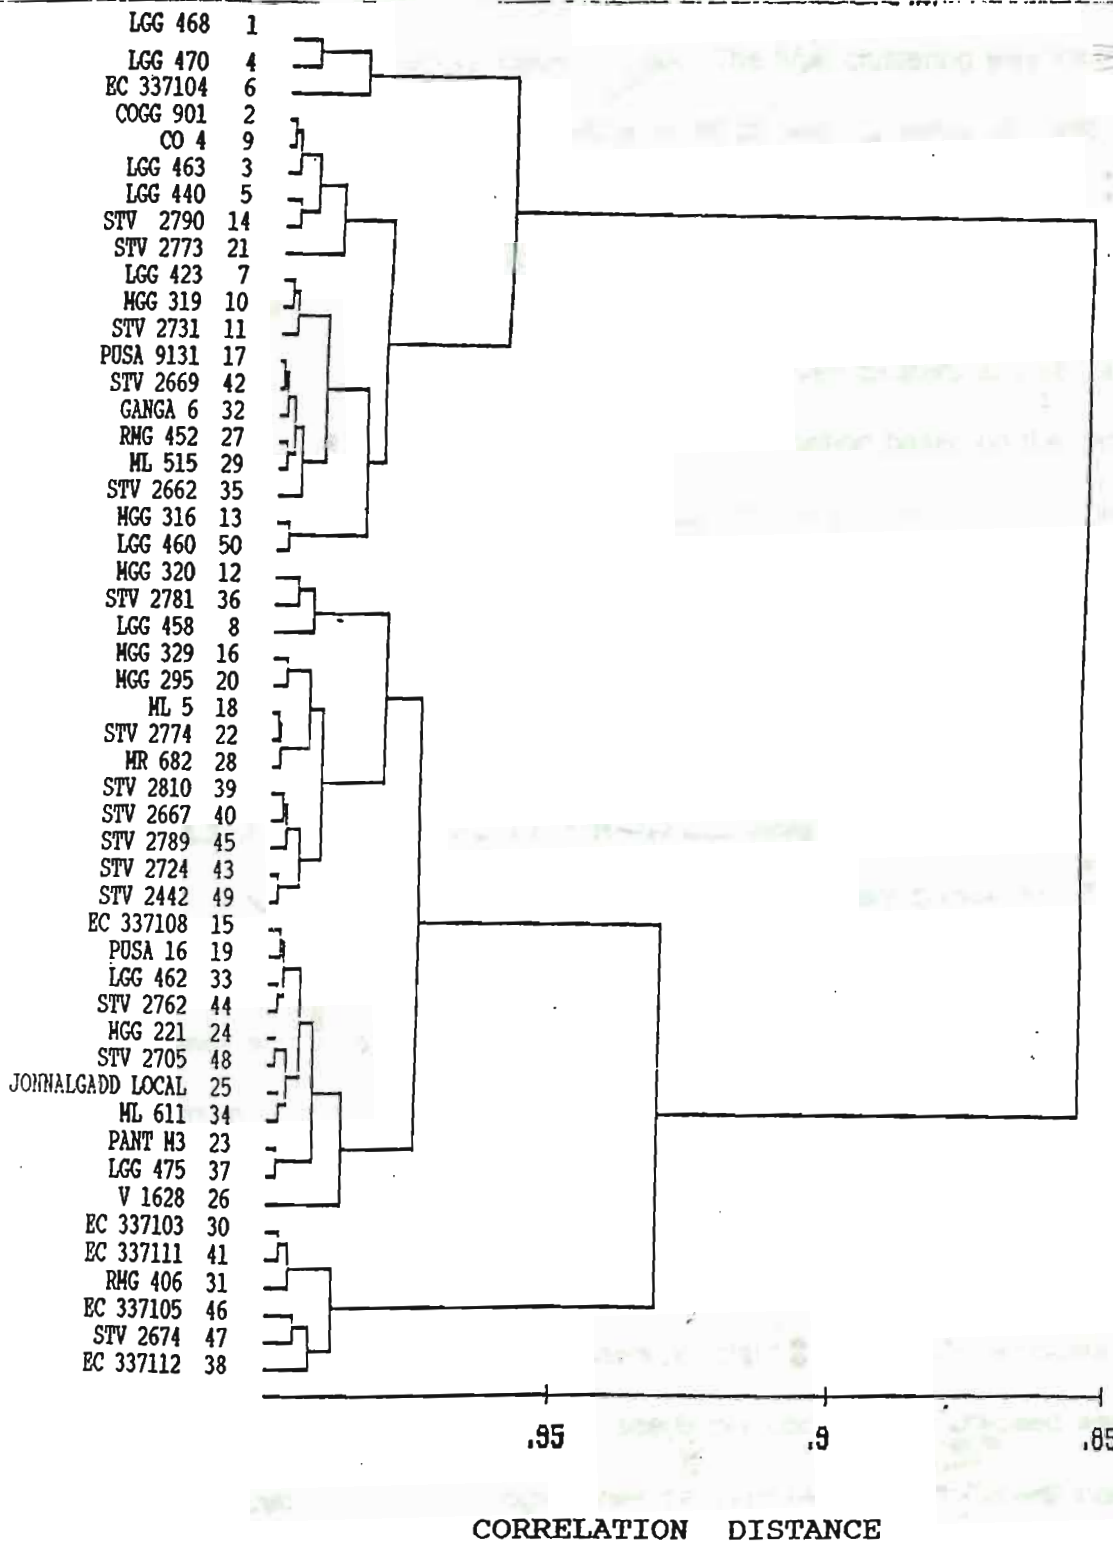 LGG 468 1
LGG 470 4
EC 337104 6
COGG 901 2
CO 4 9
LGG 463 3
LGG 440 5
STV 2790 14
STV 2773 21
LGG 423 7
MGG 319 10
STV 2731 11
PUSA 9131 17
STV 2669 42
GANGA 6 32
RMG 452 27
ML 515 29
STV 2662 35
MGG 316 13
LGG 460 50
MGG 320 12
STV 2781 36
LGG 458 8
MGG 329 16
MGG 295 20
ML 5 18
STV 2774 22
MR 682 28
STV 2810 39
STV 2667 40
STV 2789 45
STV 2724 43
STV 2442 49
EC 337108 15
PUSA 16 19
LGG 462 33
STV 2762 44
MGG 221 24
STV 2705 48
JONNALGADD LOCAL 25
ML 611 34
PANT M3 23
LGG 475 37
V 1628 26
EC 337103 30
EC 337111 41
RMG 406 31
EC 337105 46
STV 2674 47
EC 337112 38
.95 .9 .85
CORRELATION DISTANCE